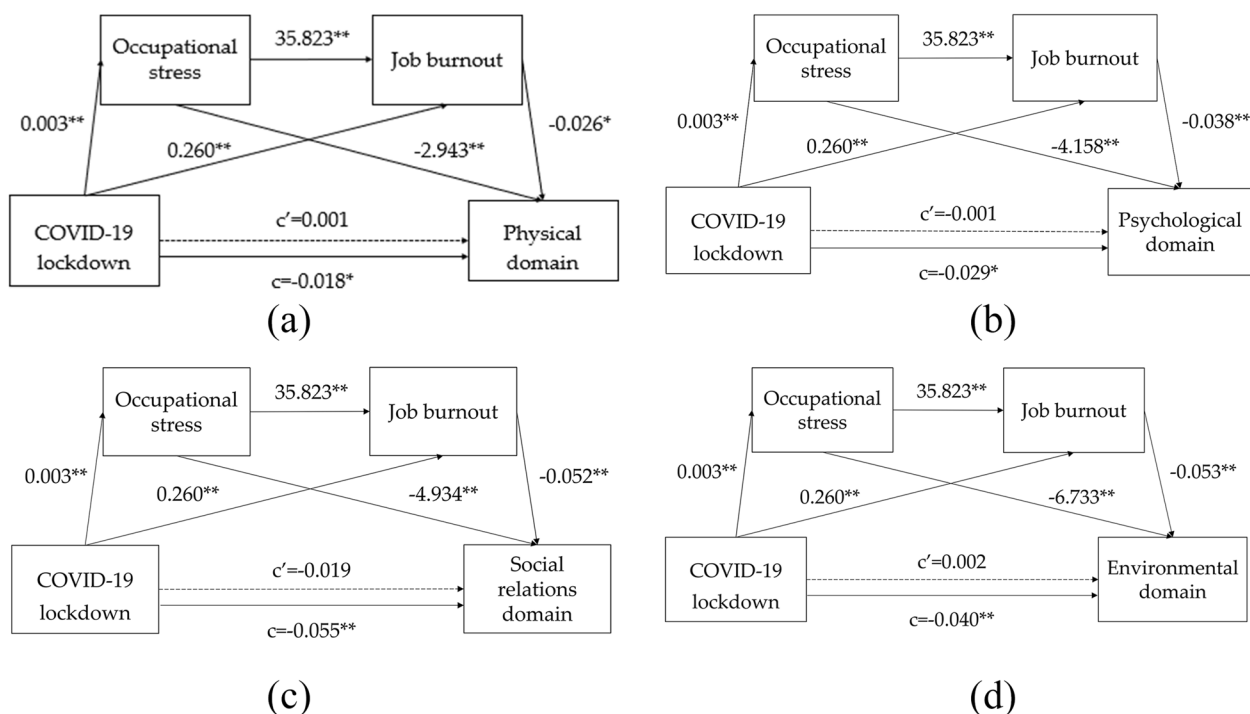 Occupational
stress
35.823**
Job burnout
0.003**
0.260**
-2.943**
-0.026*
COVID-19
lockdown
c’=0.001
c=-0.018*
Physical
domain
(a)
Occupational
stress
35.823**
Job burnout
0.003**
0.260**
-4.158**
-0.038**
COVID-19
lockdown
c’=-0.001
c=-0.029*
Psychological
domain
(b)
Occupational
stress
35.823**
Job burnout
0.003**
0.260**
-4.934**
-0.052**
COVID-19
lockdown
c’=-0.019
c=-0.055**
Social
relations
domain
(c)
Occupational
stress
35.823**
Job burnout
0.003**
0.260**
-6.733**
-0.053**
COVID-19
lockdown
c’=0.002
c=-0.040**
Environmental
domain
(d)